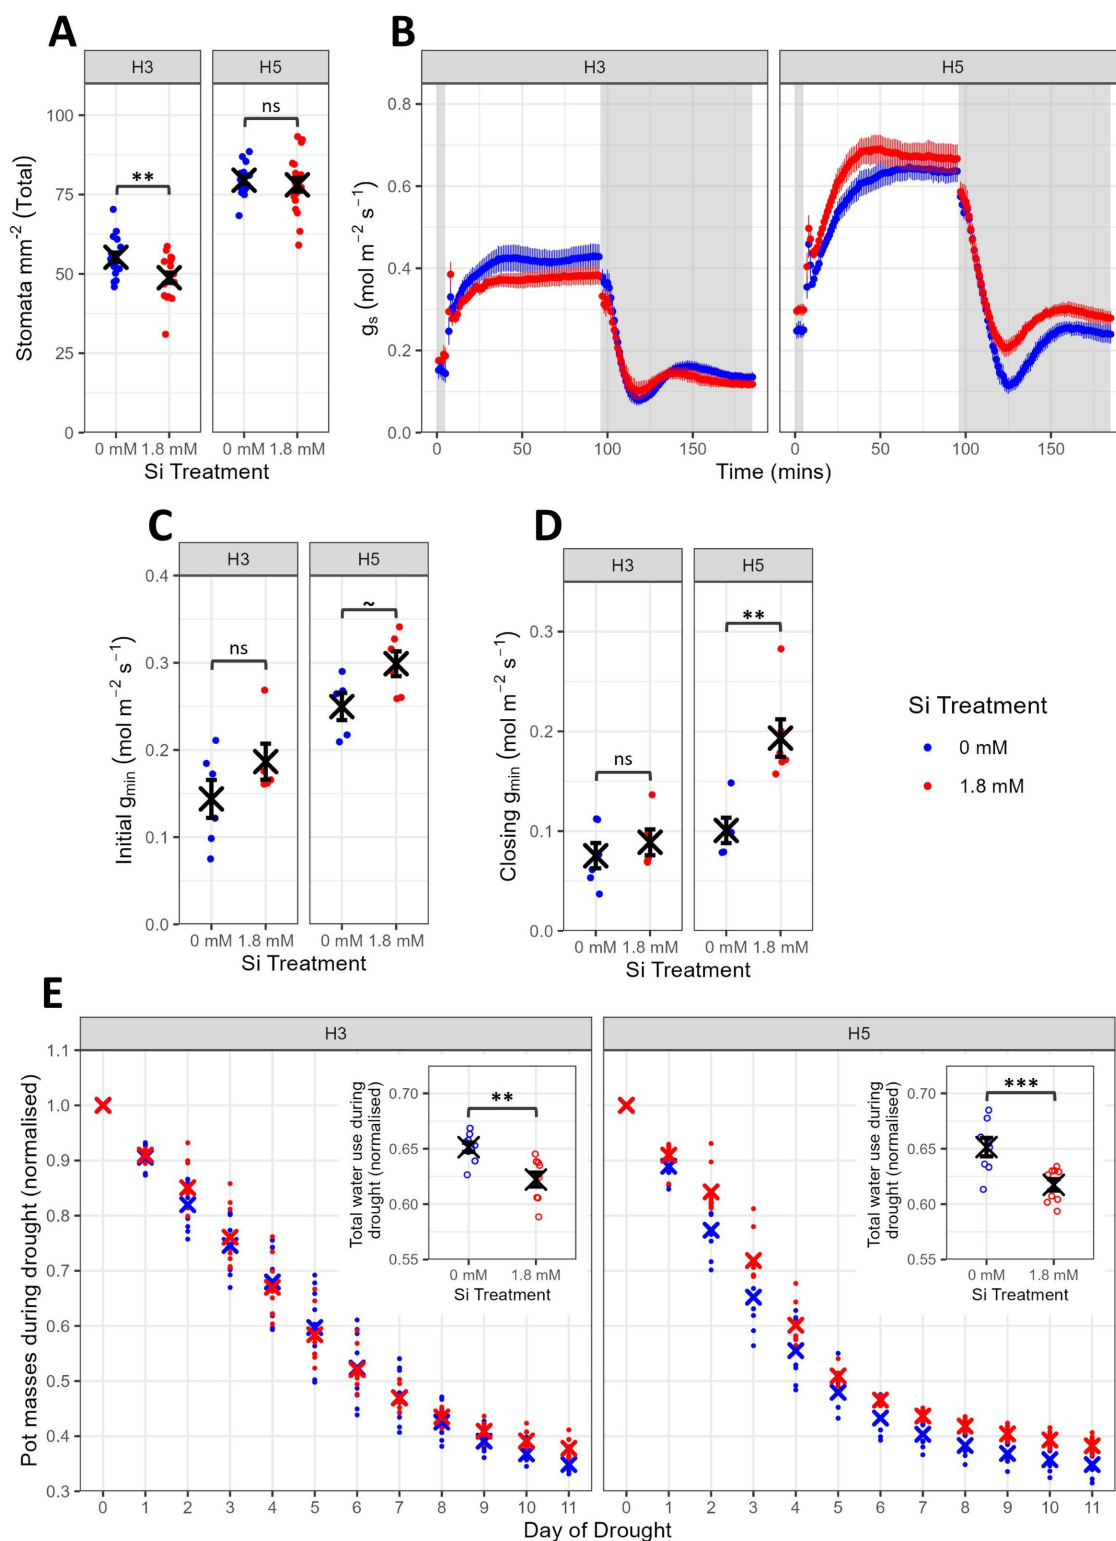 A
H3
H5
Stomata mm-2 (Total)
100
75
50
25
0
**
ns
0 mM
1.8 mM
0 mM
1.8 mM
Si Treatment
B
H3
H5
gs (mol m−2 s−1)
0.8
0.6
0.4
0.2
0.0
0
50
100
150
0
50
100
150
Time (mins)
C
H3
H5
Initial gmin (mol m−2 s−1)
0.4
0.3
0.2
0.1
0.0
ns
~
0 mM
1.8 mM
0 mM
1.8 mM
Si Treatment
D
H3
H5
Closing gmin (mol m−2 s−1)
0.3
0.2
0.1
0.0
ns
**
0 mM
1.8 mM
0 mM
1.8 mM
Si Treatment
Si Treatment
0 mM
1.8 mM
E
H3
H5
Pot masses during drought (normalised)
1.1
1.0
0.9
0.8
0.7
0.6
0.5
0.4
0.3
Total water use during
drought (normalised)
0.70
0.65
0.60
0.55
**
0 mM
1.8 mM
Si Treatment
Total water use during
drought (normalised)
0.70
0.65
0.60
0.55
***
0 mM
1.8 mM
Si Treatment
0 1 2 3 4 5 6 7 8 9 10 11
0 1 2 3 4 5 6 7 8 9 10 11
Day of Drought